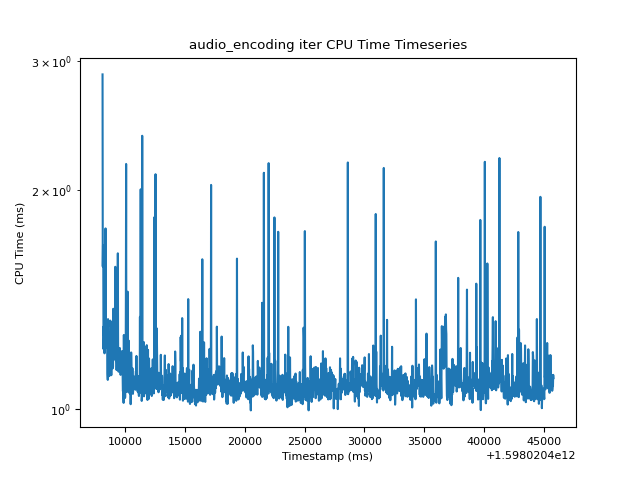 audio_encoding iter CPU Time Timeseries
3 × 10⁰
2 × 10⁰
10⁰
CPU Time (ms)
10000 15000 20000 25000 30000 35000 40000 45000
Timestamp (ms)
+1.5980204e12